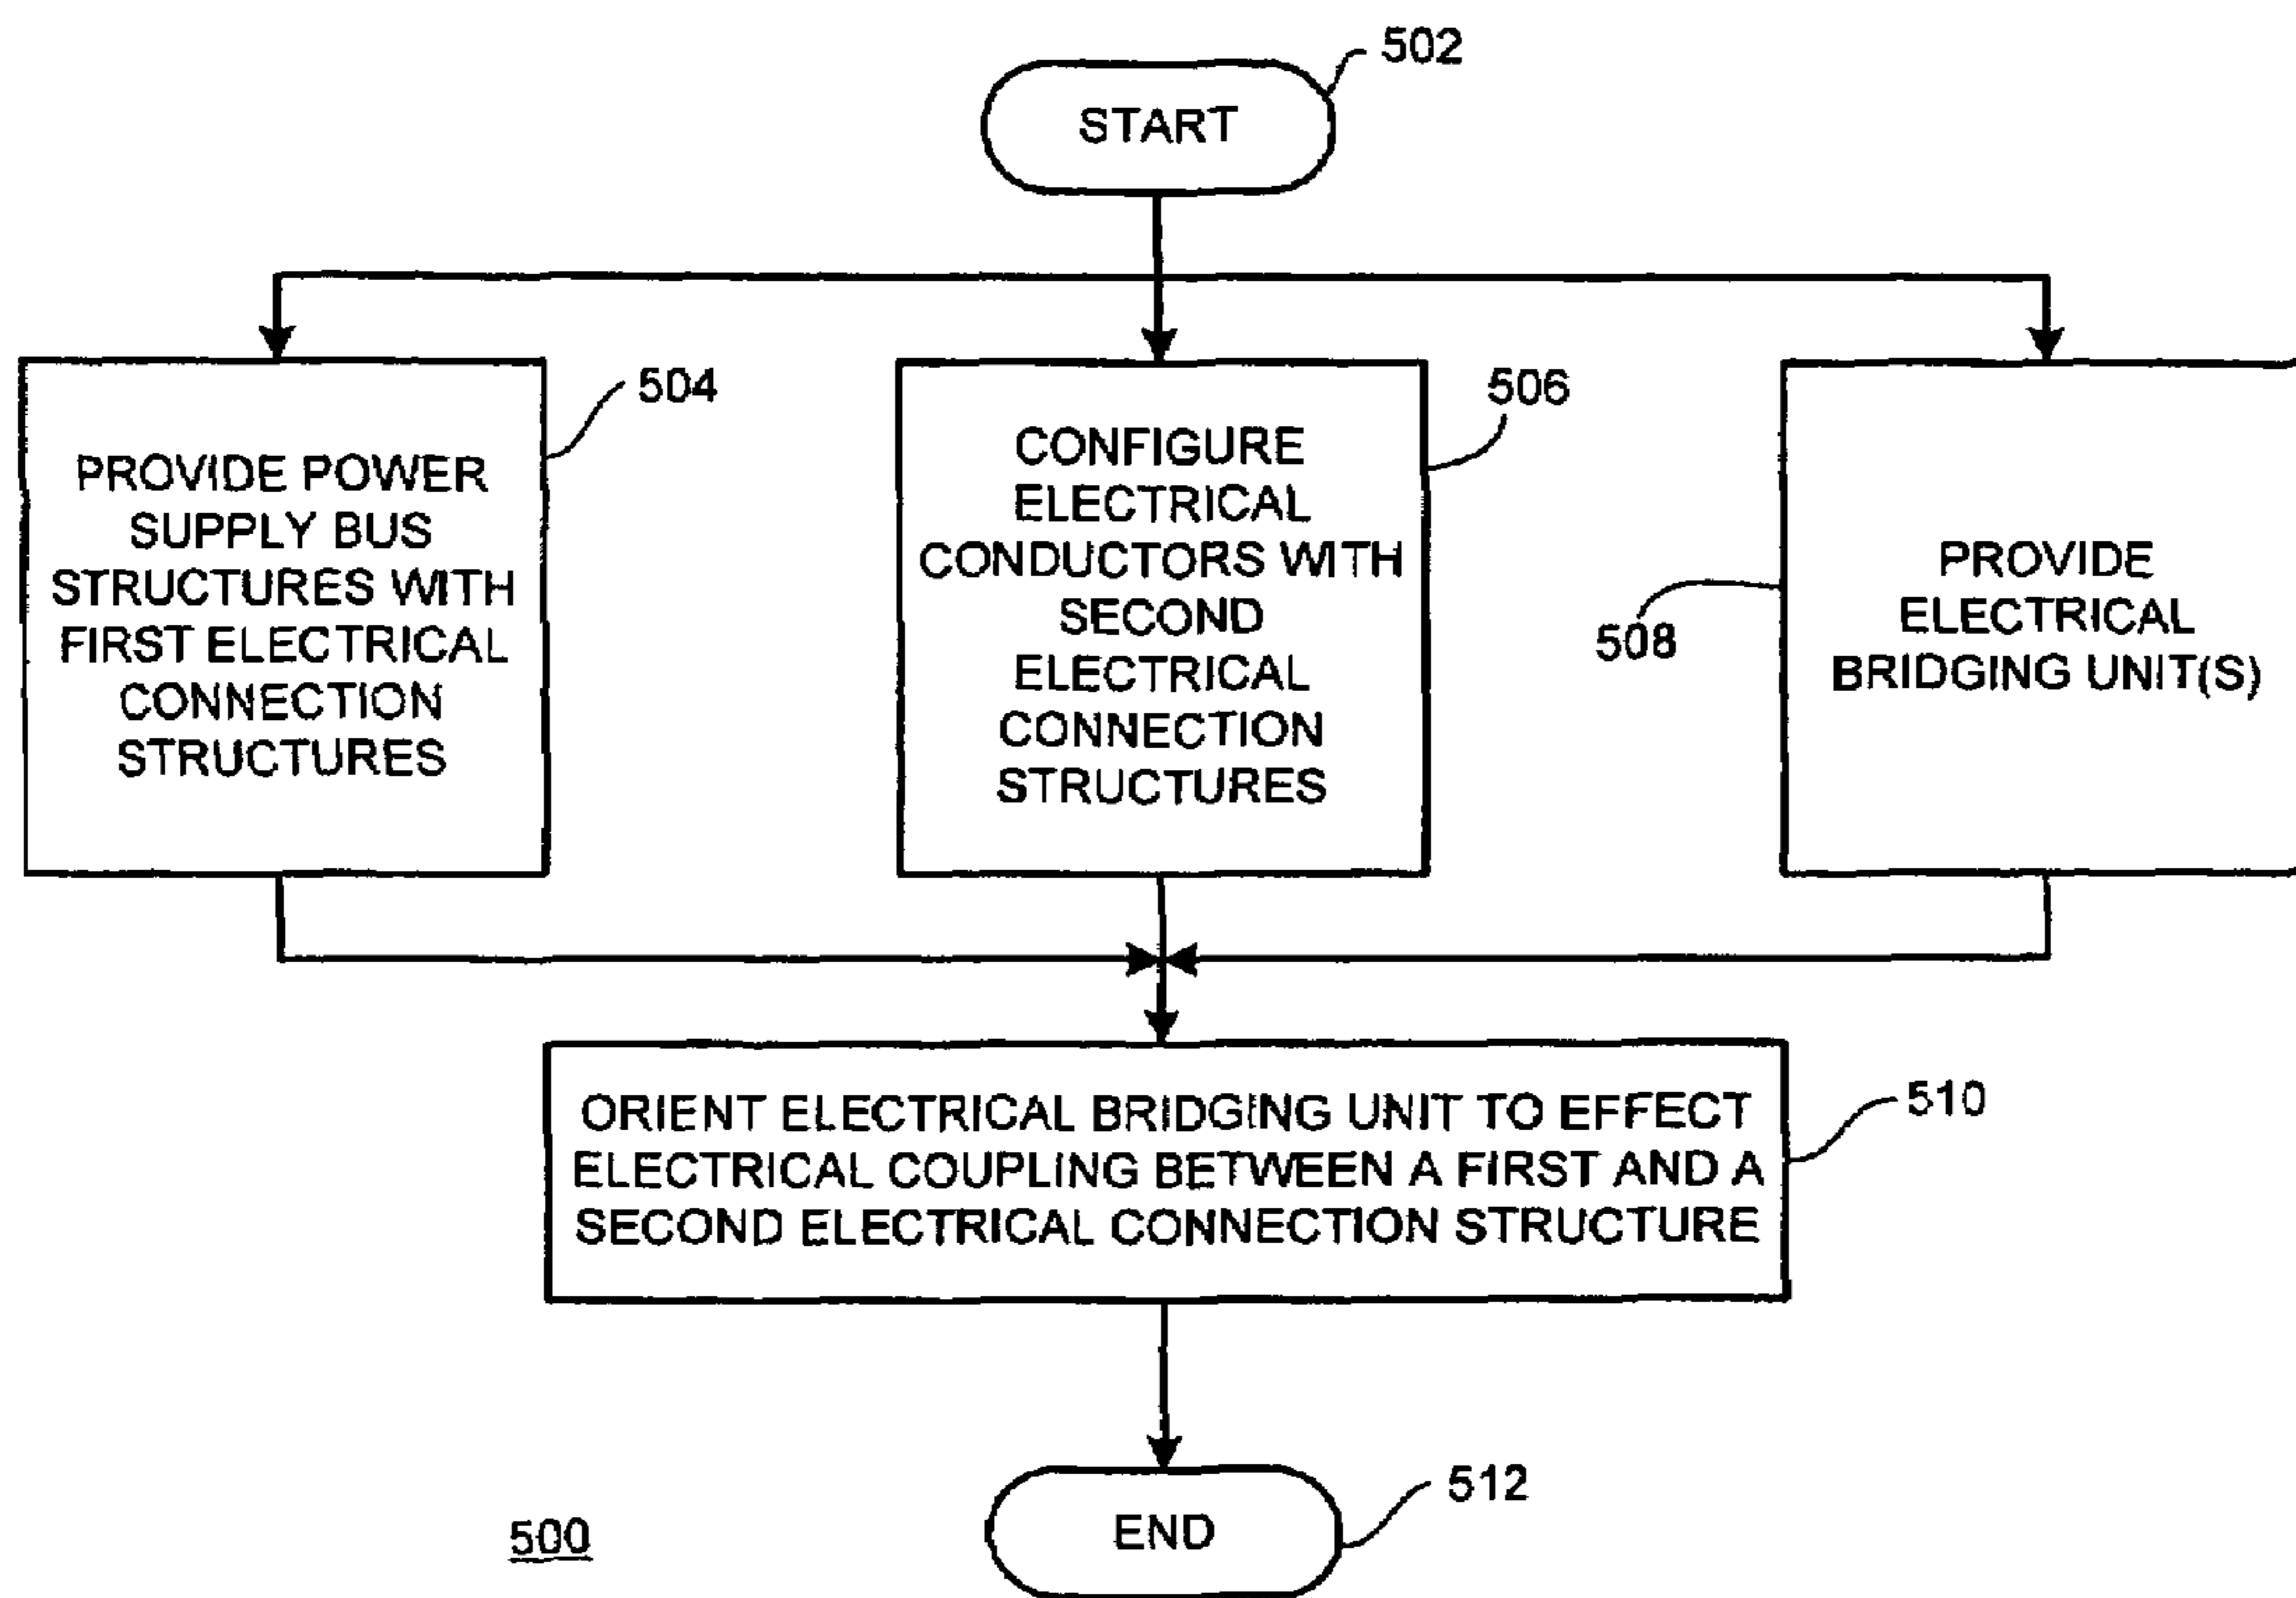 502
START
504
PROVIDE POWER
SUPPLY BUS
STRUCTURES WITH
FIRST ELECTRICAL
CONNECTION
STRUCTURES
506
CONFIGURE
ELECTRICAL
CONDUCTORS WITH
SECOND
ELECTRICAL
CONNECTION
STRUCTURES
508
PROVIDE
ELECTRICAL
BRIDGING UNIT(S)
510
ORIENT ELECTRICAL BRIDGING UNIT TO EFFECT
ELECTRICAL COUPLING BETWEEN A FIRST AND A
SECOND ELECTRICAL CONNECTION STRUCTURE
512
END
500